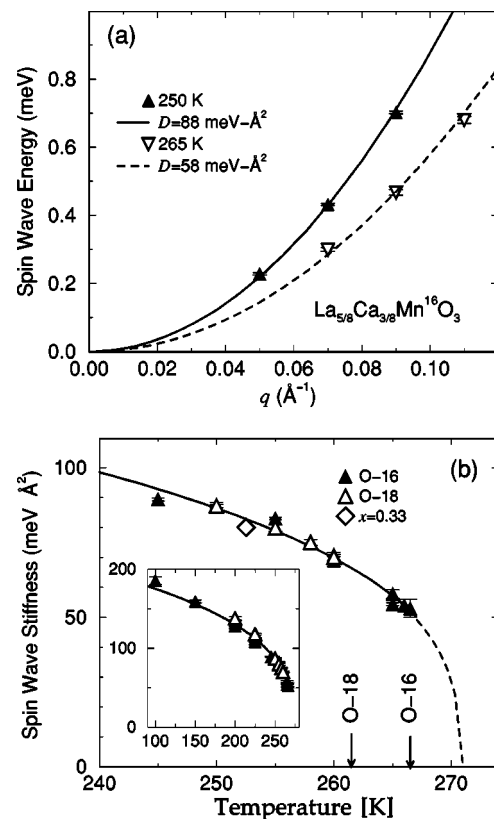 (a)
0.8
0.6
0.4
0.2
0.0
Spin Wave Energy (meV)
250 K
D=88 meV−Å²
265 K
D=58 meV−Å²
La5/8Ca3/8Mn¹⁶O3
0.00 0.02 0.04 0.06 0.08 0.10
q (Å⁻¹)
(b)
100
50
0
Spin Wave Stiffness (meV Å²)
O−16
O−18
x=0.33
200
100
0
100 150 200 250
O−18
O−16
240 250 260 270
Temperature [K]